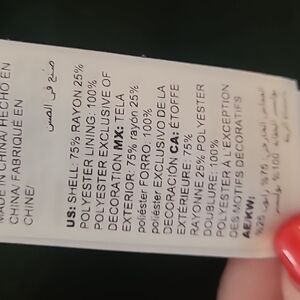 MADE IN CHINA/ HECHO EN
CHINA/ FABRIQUÉ EN
CHINE/
صنع في الصين
US: SHELL: 75% RAYON 25%
POLYESTER LINING: 100%
POLYESTER EXCLUSIVE OF
DECORATION MX: TELA
EXTERIOR: 75% rayon 25%
poliéster FORRO: 100%
poliéster EXCLUSIVO DE LA
DECORACIÓN CA: ÉTOFFE
EXTÉRIEURE: 75%
RAYONNE 25% POLYESTER
DOUBLURE: 100%
POLYESTER À L'EXCEPTION
DES MOTIFS DÉCORATIFS
AE/KW: